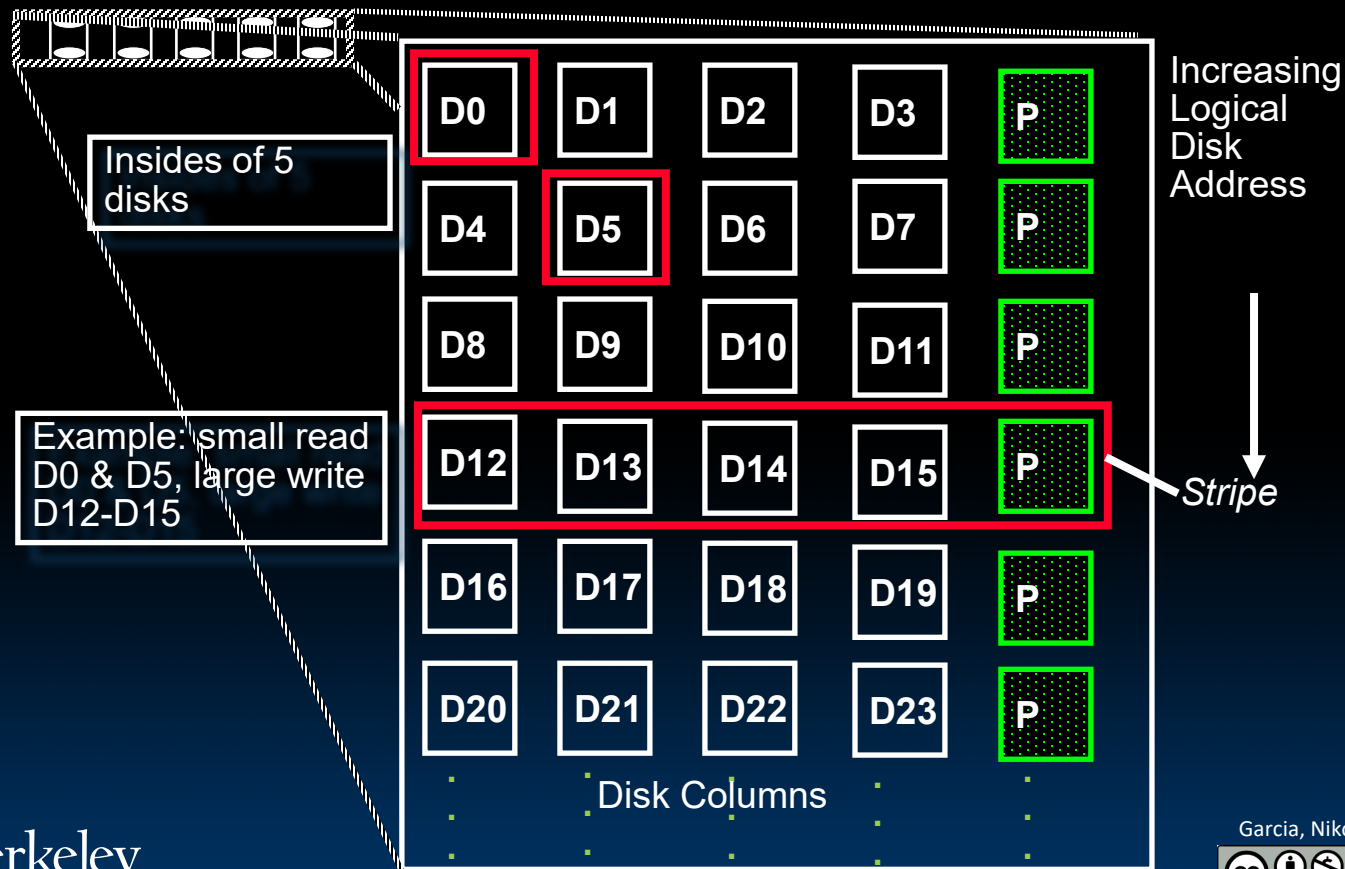 D0 D1 D2 D3 P
Increasing
Logical
Disk
Address
Insides of 5
disks
D4 D5 D6 D7 P
D8 D9 D10 D11 P
Example: small read
D0 & D5, large write
D12-D15
D12 D13 D14 D15 P
Stripe
D16 D17 D18 D19 P
D20 D21 D22 D23 P
Disk Columns
Garcia, Niko